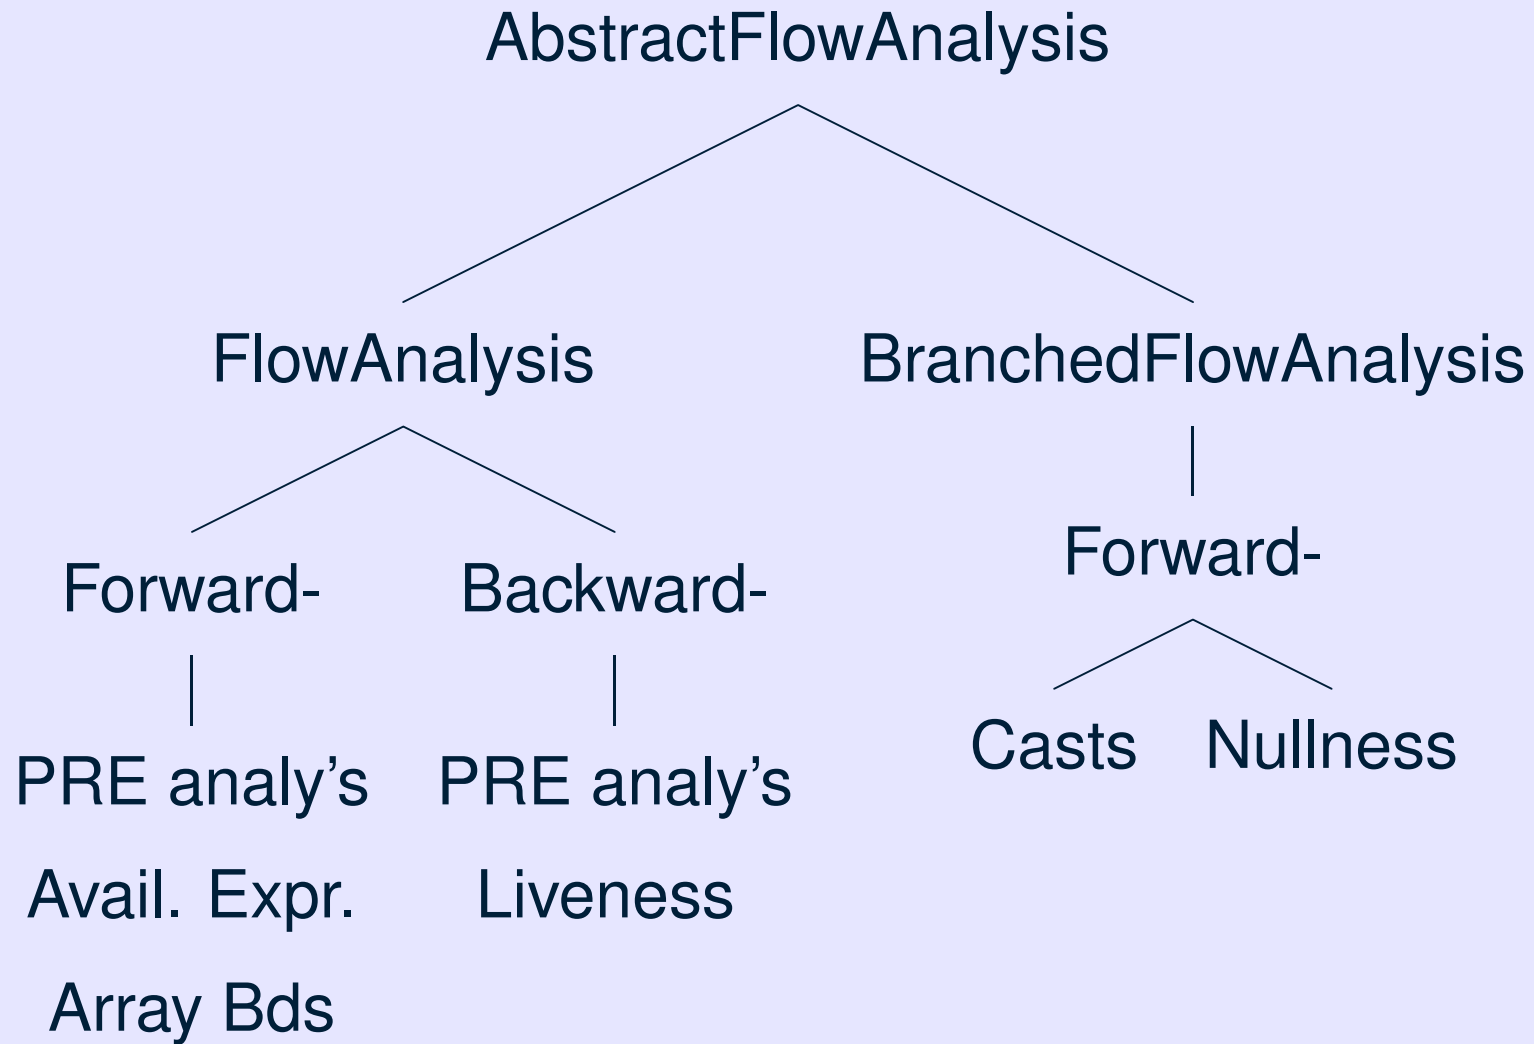 AbstractFlowAnalysis
FlowAnalysis
BranchedFlowAnalysis
Forward-
Backward-
Forward-
PRE analy’s
PRE analy’s
Casts
Nullness
Avail. Expr.
Liveness
Array Bds